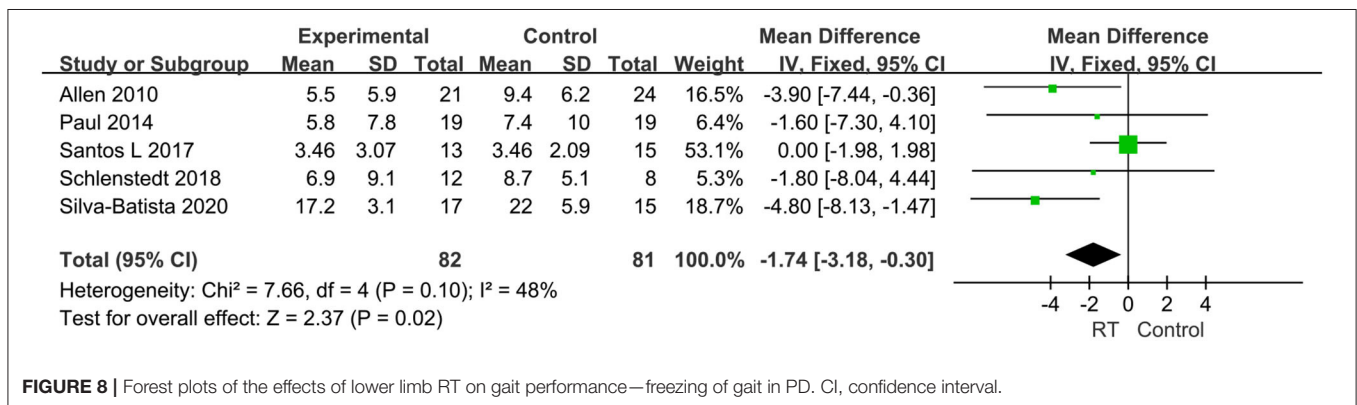 Experimental Control Mean Difference Mean Difference
Study or Subgroup Mean SD Total Mean SD Total Weight IV, Fixed, 95% CI IV, Fixed, 95% CI
Allen 2010 5.5 5.9 21 9.4 6.2 24 16.5% -3.90 [-7.44, -0.36]
Paul 2014 5.8 7.8 19 7.4 10 19 6.4% -1.60 [-7.30, 4.10]
Santos L 2017 3.46 3.07 13 3.46 2.09 15 53.1% 0.00 [-1.98, 1.98]
Schlenstedt 2018 6.9 9.1 12 8.7 5.1 8 5.3% -1.80 [-8.04, 4.44]
Silva-Batista 2020 17.2 3.1 17 22 5.9 15 18.7% -4.80 [-8.13, -1.47]
Total (95% CI) 82 81 100.0% -1.74 [-3.18, -0.30]
Heterogeneity: Chi² = 7.66, df = 4 (P = 0.10); I² = 48%
Test for overall effect: Z = 2.37 (P = 0.02)
-4 -2 0 2 4
RT Control
FIGURE 8 | Forest plots of the effects of lower limb RT on gait performance—freezing of gait in PD. CI, confidence interval.